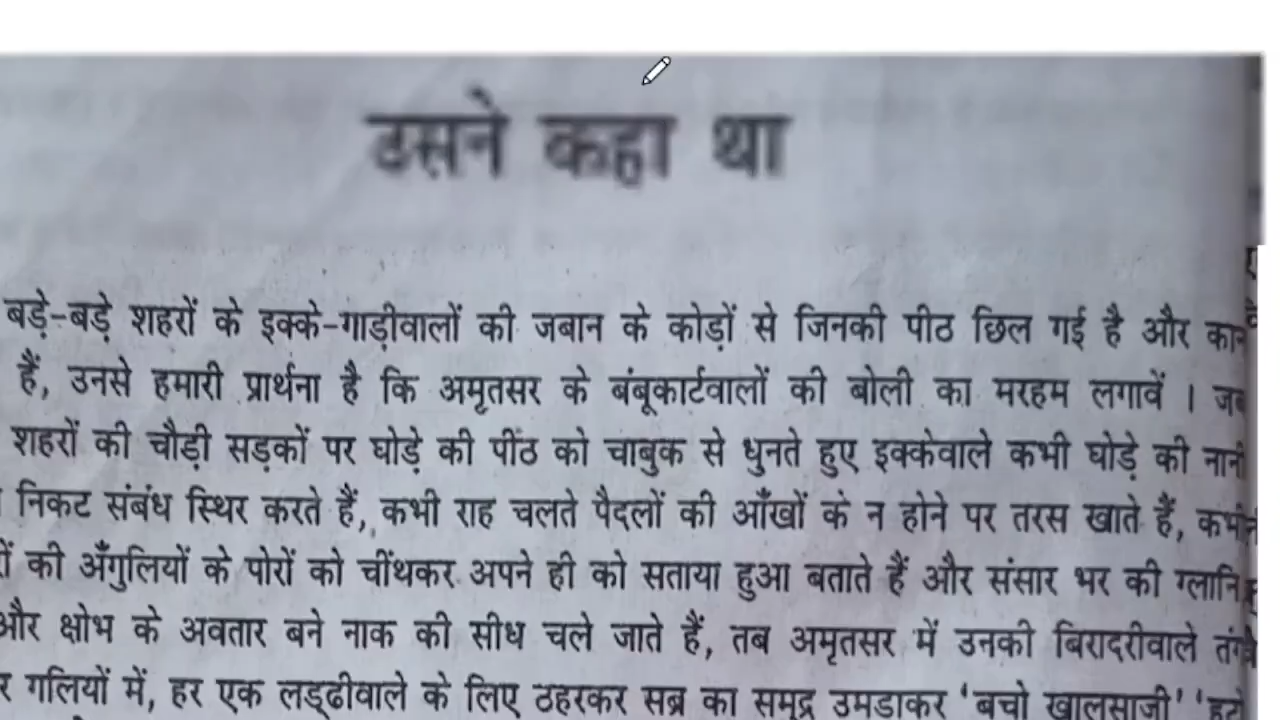 उसने कहा था
बड़े-बड़े शहरों के इक्के-गाड़ीवालों की जबान के कोड़ों से जिनकी पीठ छिल गई है और कान
हैं, उनसे हमारी प्रार्थना है कि अमृतसर के बंबूकार्टवालों की बोली का मरहम लगावें । जब
शहरों की चौड़ी सड़कों पर घोड़े की पींठ को चाबुक से धुनते हुए इक्केवाले कभी घोड़े की नानी
निकट संबंध स्थिर करते हैं, कभी राह चलते पैदलों की आँखों के न होने पर तरस खाते हैं,
की अँगुलियों के पोरों को चींथकर अपने ही को सताया हुआ बताते हैं और संसार भर की ग्लानि
और क्षोभ के अवतार बने नाक की सीध चले जाते हैं, तब अमृतसर में उनकी बिरादरीवाले
गलियों में, हर एक लड्ढीवाले के लिए ठहरकर सब्र का समुद्र उमडाकर 'बचो खालसाजी'